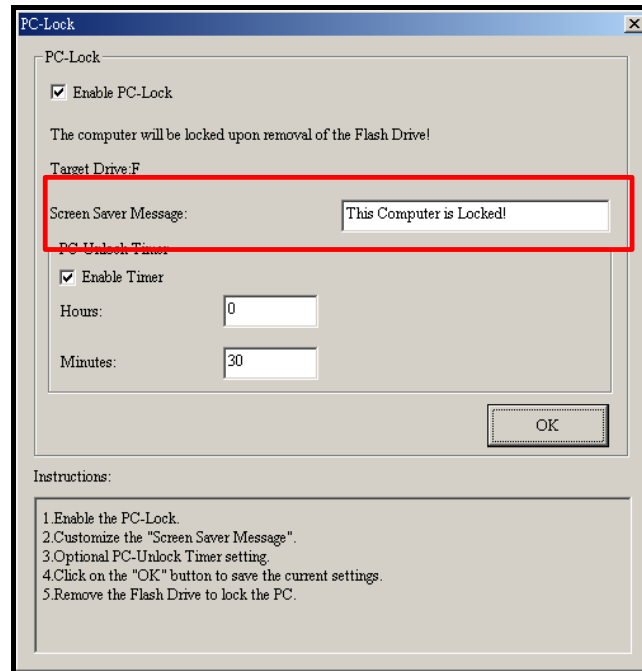 PC-Lock
PC-Lock
Enable PC-Lock
The computer will be locked upon removal of the Flash Drive!
Target Drive:F
Screen Saver Message: This Computer is Locked!
PC-Unlock Timer
Enable Timer
Hours: 0
Minutes: 30
OK
Instructions:
1.Enable the PC-Lock.
2.Customize the "Screen Saver Message".
3.Optional PC-Unlock Timer setting.
4.Click on the "OK" button to save the current settings.
5.Remove the Flash Drive to lock the PC.